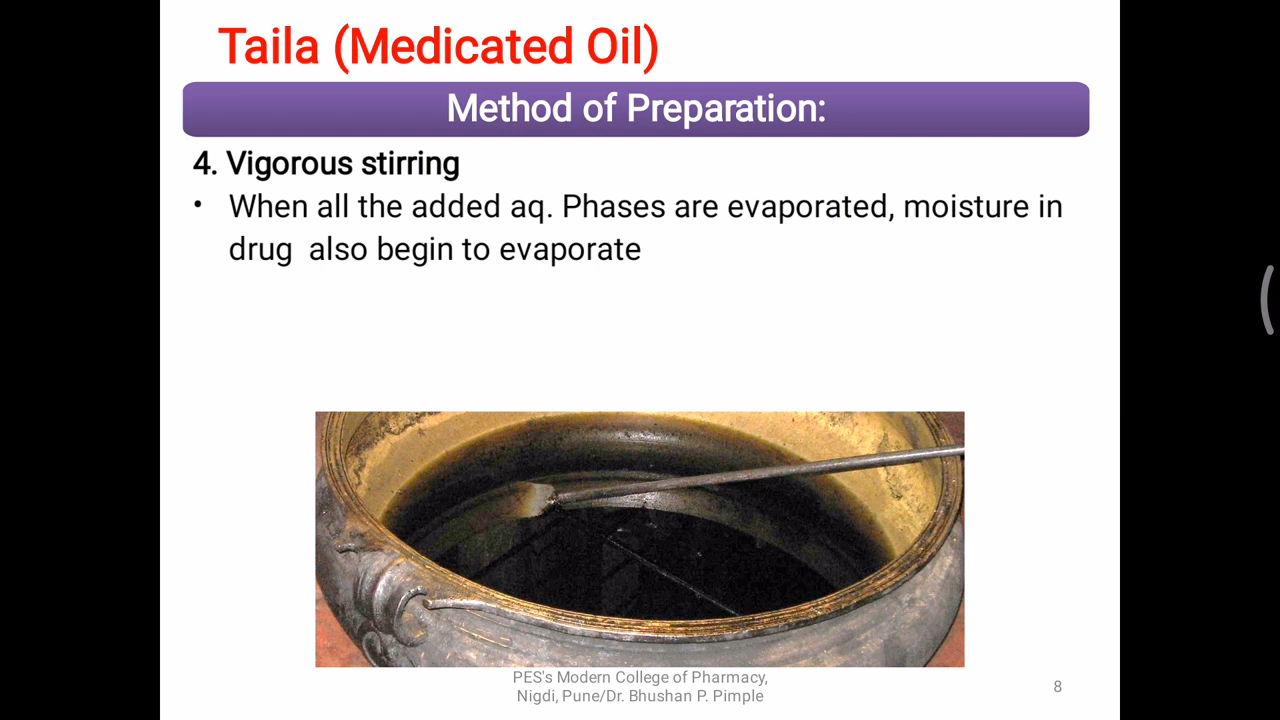 Taila (Medicated Oil)
Method of Preparation:
4. Vigorous stirring
• When all the added aq. Phases are evaporated, moisture in
drug also begin to evaporate
PES's Modern College of Pharmacy,
Nigdi, Pune/Dr. Bhushan P. Pimple
8